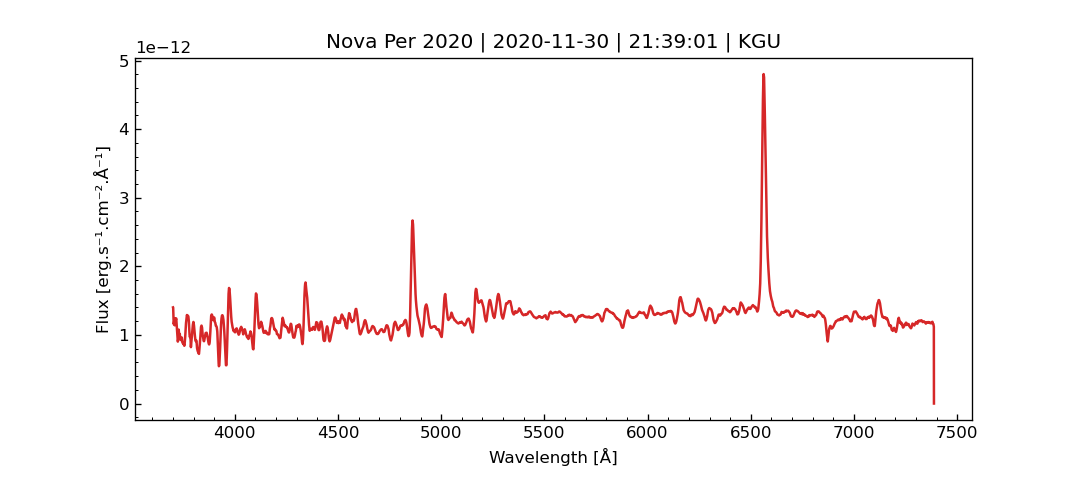 Nova Per 2020 | 2020-11-30 | 21:39:01 | KGU
1e−12
5
4
3
2
1
0
Flux [erg.s⁻¹.cm⁻².Å⁻¹]
4000 4500 5000 5500 6000 6500 7000 7500
Wavelength [Å]